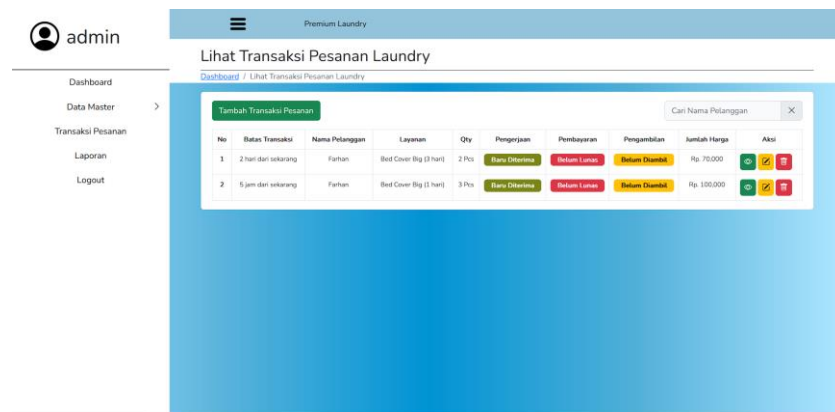 admin
Dashboard
Data Master
Transaksi Pesanan
Laporan
Logout
Premium Laundry
Lihat Transaksi Pesanan Laundry
Dashboard / Lihat Transaksi Pesanan Laundry
Tambah Transaksi Pesanan
Cari Nama Pelanggan
No Batas Transaksi Nama Pelanggan Layanan Qty Pengerjaan Pembayaran Pengambilan Jumlah Harga Aksi
1 2 hari dari sekarang Farhan Bed Cover Big (3 hari) 2 Pcs Baru Diterima Belum Lunas Belum Diambil Rp. 70,000
2 5 jam dari sekarang Farhan Bed Cover Big (1 hari) 3 Pcs Baru Diterima Belum Lunas Belum Diambil Rp. 100,000